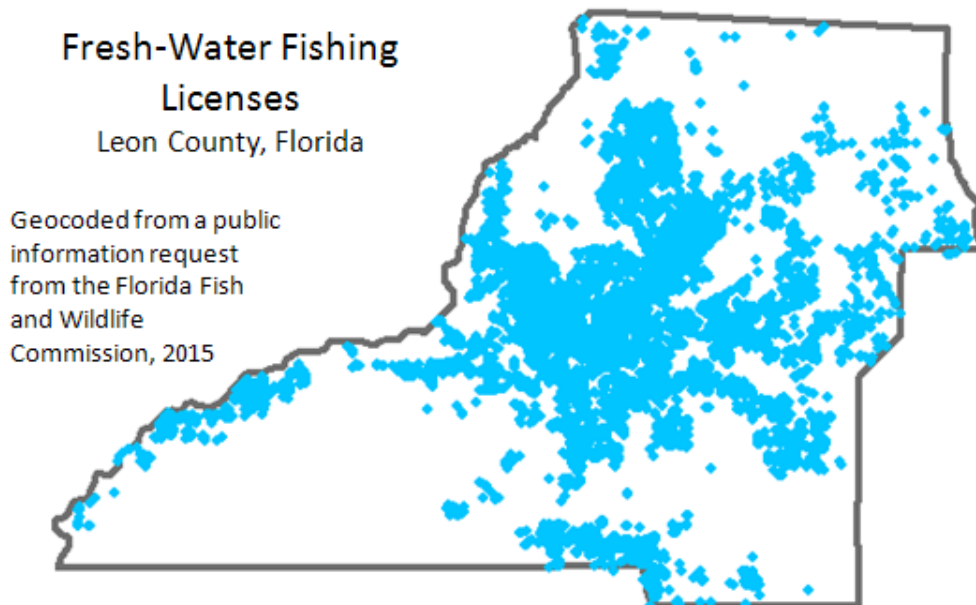 Fresh-Water Fishing
Licenses
Leon County, Florida
Geocoded from a public
information request
from the Florida Fish
and Wildlife
Commission, 2015